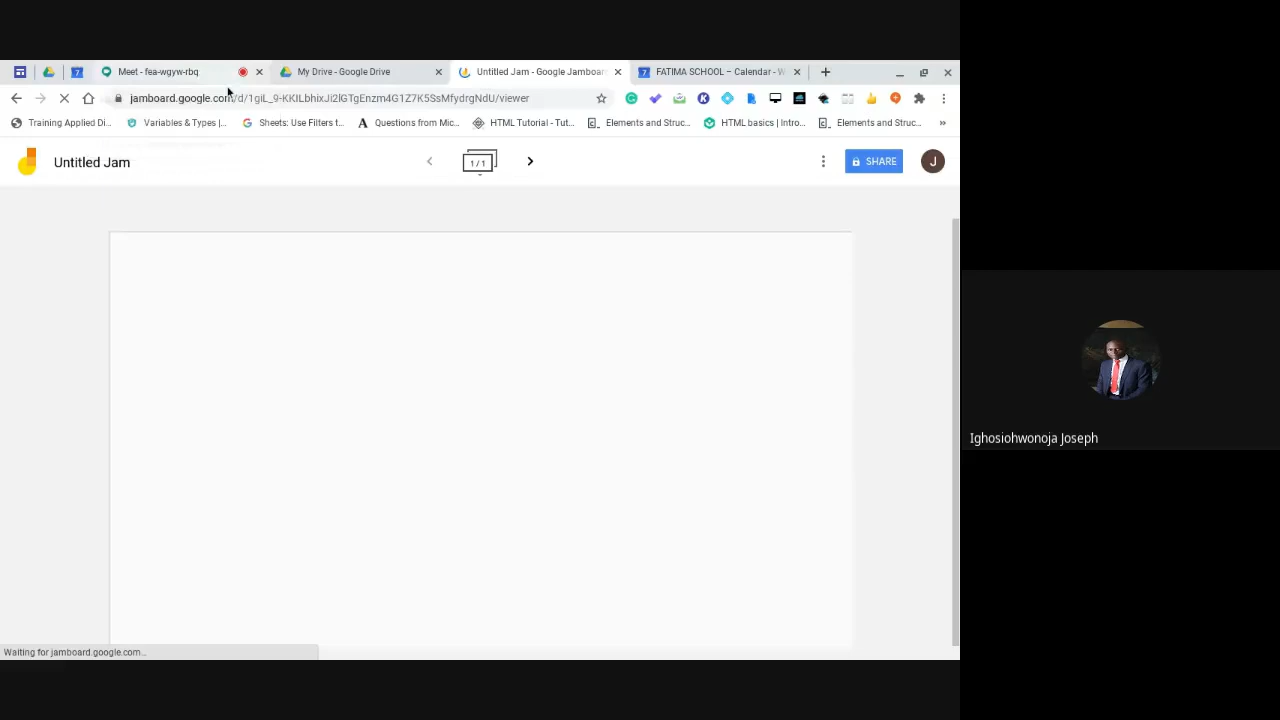 Meet - fea-wgyw-rbq
My Drive - Google Drive
Untitled Jam - Google Jamboar
FATIMA SCHOOL – Calendar - W
jamboard.google.com/d/1giL_9-KKILbhixJi2lGTgEnzm4G1Z7K5SsMfydrgNdU/viewer
Training Applied Di...
Variables & Types |...
Sheets: Use Filters t...
Questions from Mic...
HTML Tutorial - Tut...
Elements and Struc...
HTML basics | Intro...
Elements and Struc...
Untitled Jam
1 / 1
SHARE
J
Ighosiohwonoja Joseph
Waiting for jamboard.google.com...